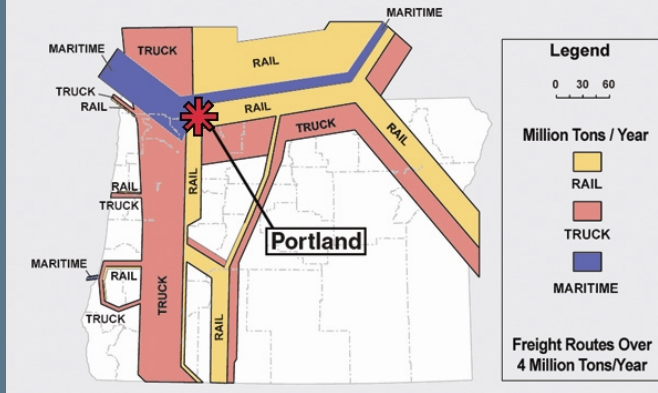 MARITIME
MARITIME
TRUCK
RAIL
TRUCK
RAIL
RAIL
TRUCK
RAIL
RAIL
RAIL
TRUCK
Portland
MARITIME
RAIL
TRUCK
TRUCK
RAIL
Legend
0 30 60
Million Tons / Year
RAIL
TRUCK
MARITIME
Freight Routes Over
4 Million Tons/Year